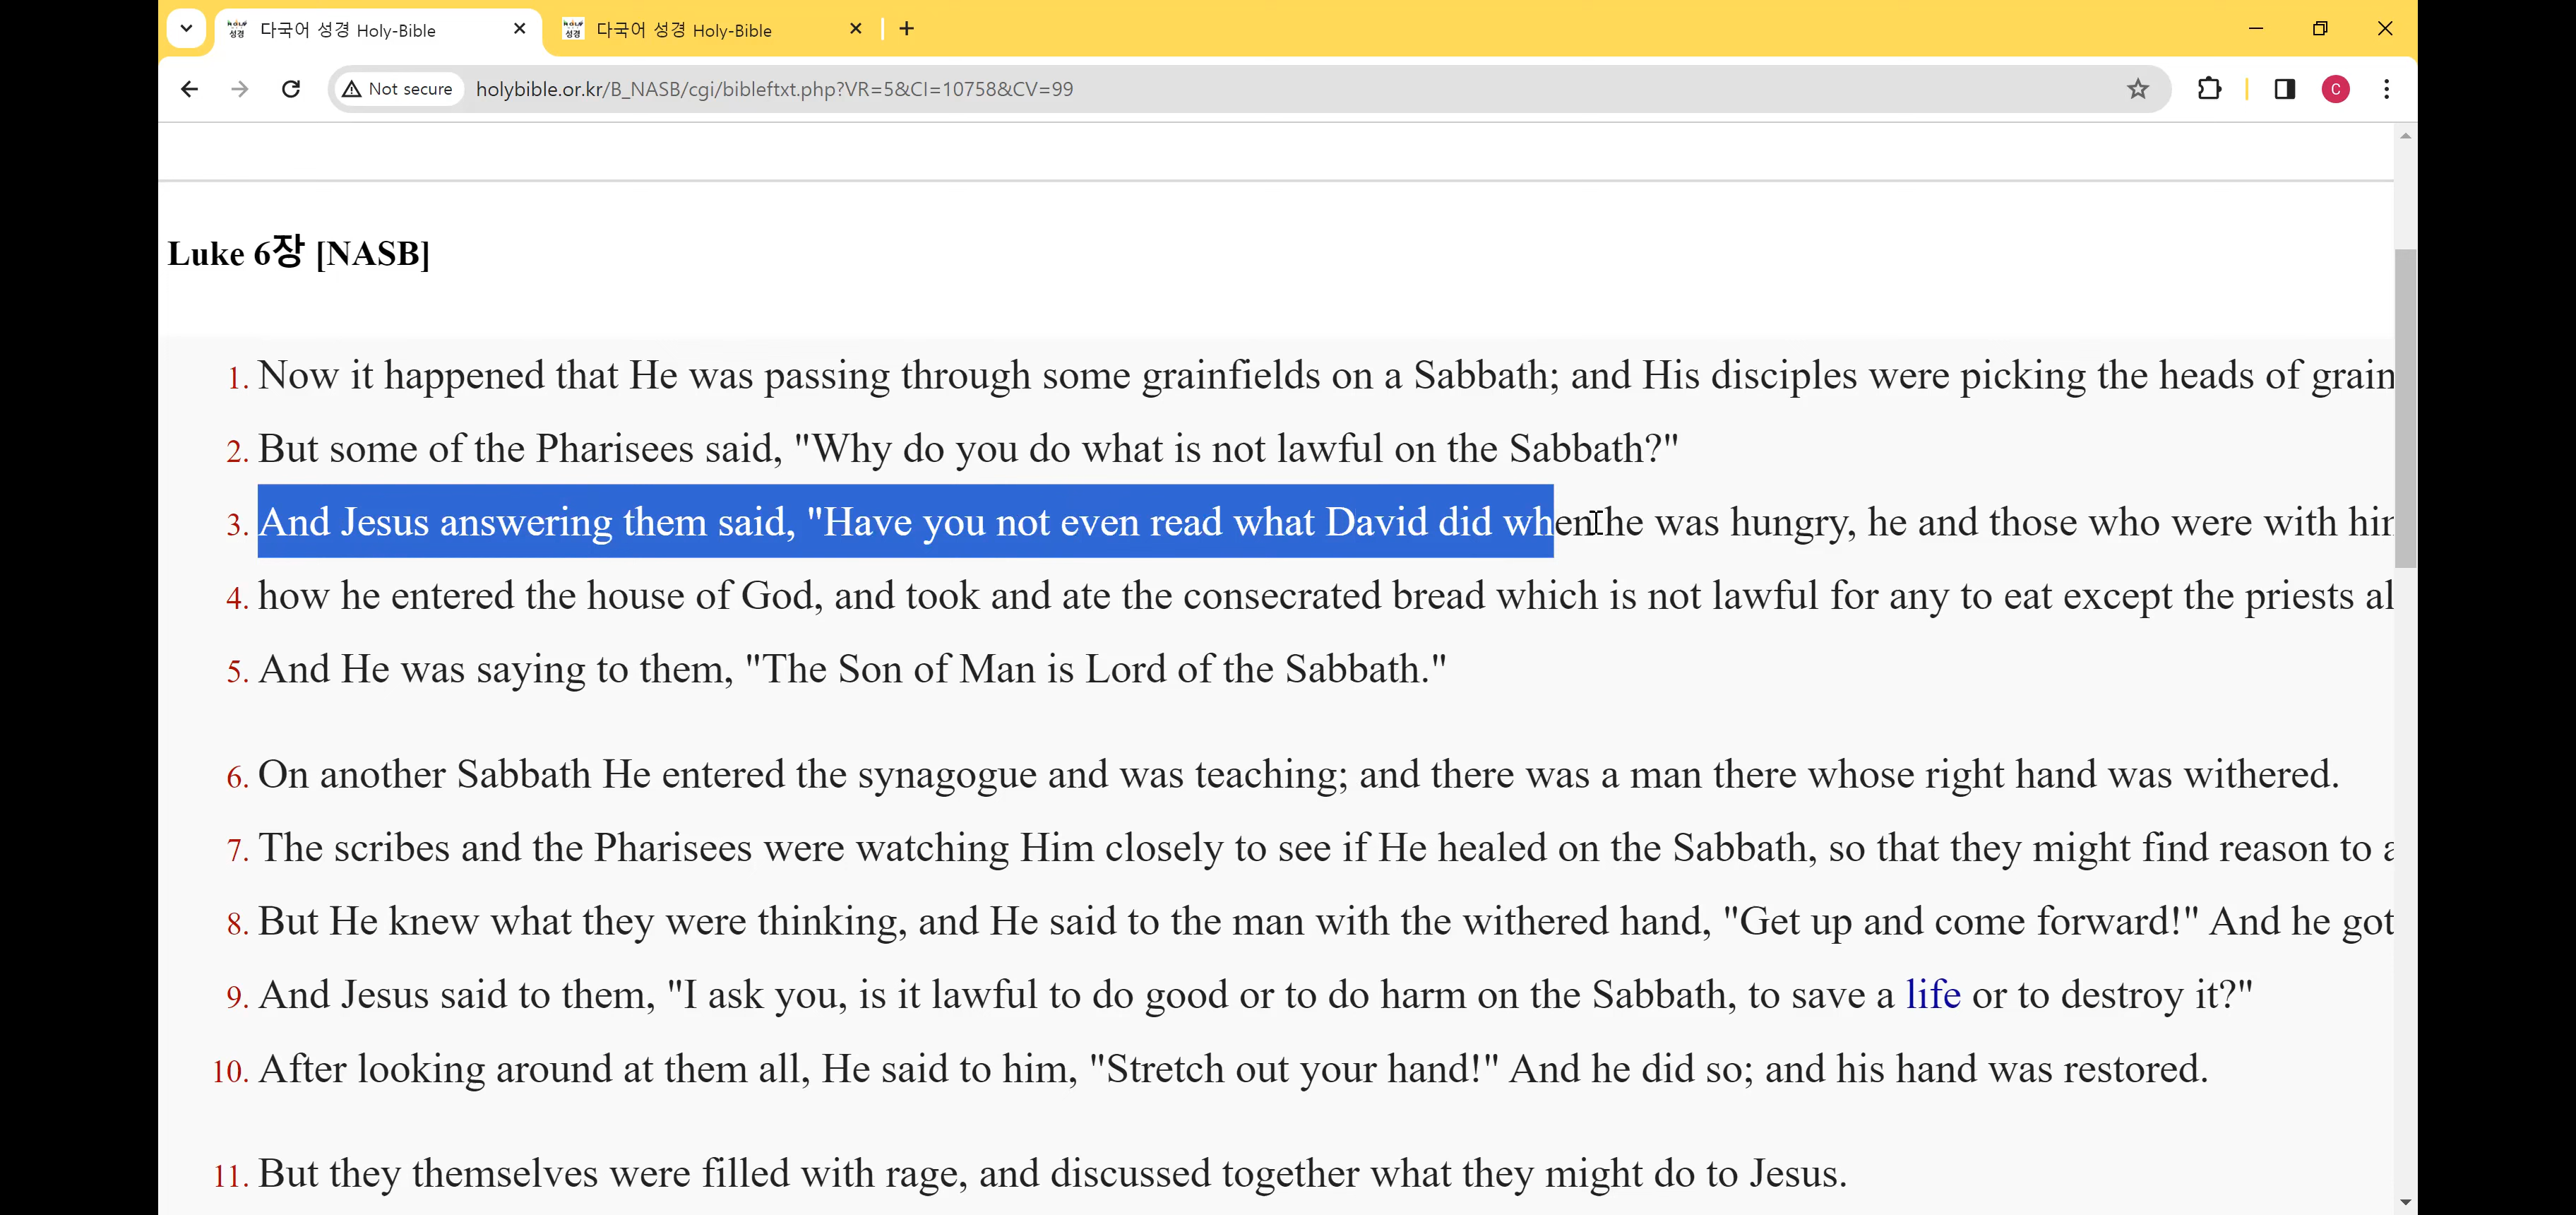 다국어 성경 Holy-Bible
다국어 성경 Holy-Bible
Not secure holybible.or.kr/B_NASB/cgi/bibleftxt.php?VR=5&CI=10758&CV=99
C
Luke 6장 [NASB]
1. Now it happened that He was passing through some grainfields on a Sabbath; and His disciples were picking the heads of grain
2. But some of the Pharisees said, "Why do you do what is not lawful on the Sabbath?"
3. And Jesus answering them said, "Have you not even read what David did when he was hungry, he and those who were with
4. how he entered the house of God, and took and ate the consecrated bread which is not lawful for any to eat except the priests al
5. And He was saying to them, "The Son of Man is Lord of the Sabbath."
6. On another Sabbath He entered the synagogue and was teaching; and there was a man there whose right hand was withered.
7. The scribes and the Pharisees were watching Him closely to see if He healed on the Sabbath, so that they might find reason to
8. But He knew what they were thinking, and He said to the man with the withered hand, "Get up and come forward!" And he got
9. And Jesus said to them, "I ask you, is it lawful to do good or to do harm on the Sabbath, to save a life or to destroy it?"
10. After looking around at them all, He said to him, "Stretch out your hand!" And he did so; and his hand was restored.
11. But they themselves were filled with rage, and discussed together what they might do to Jesus.